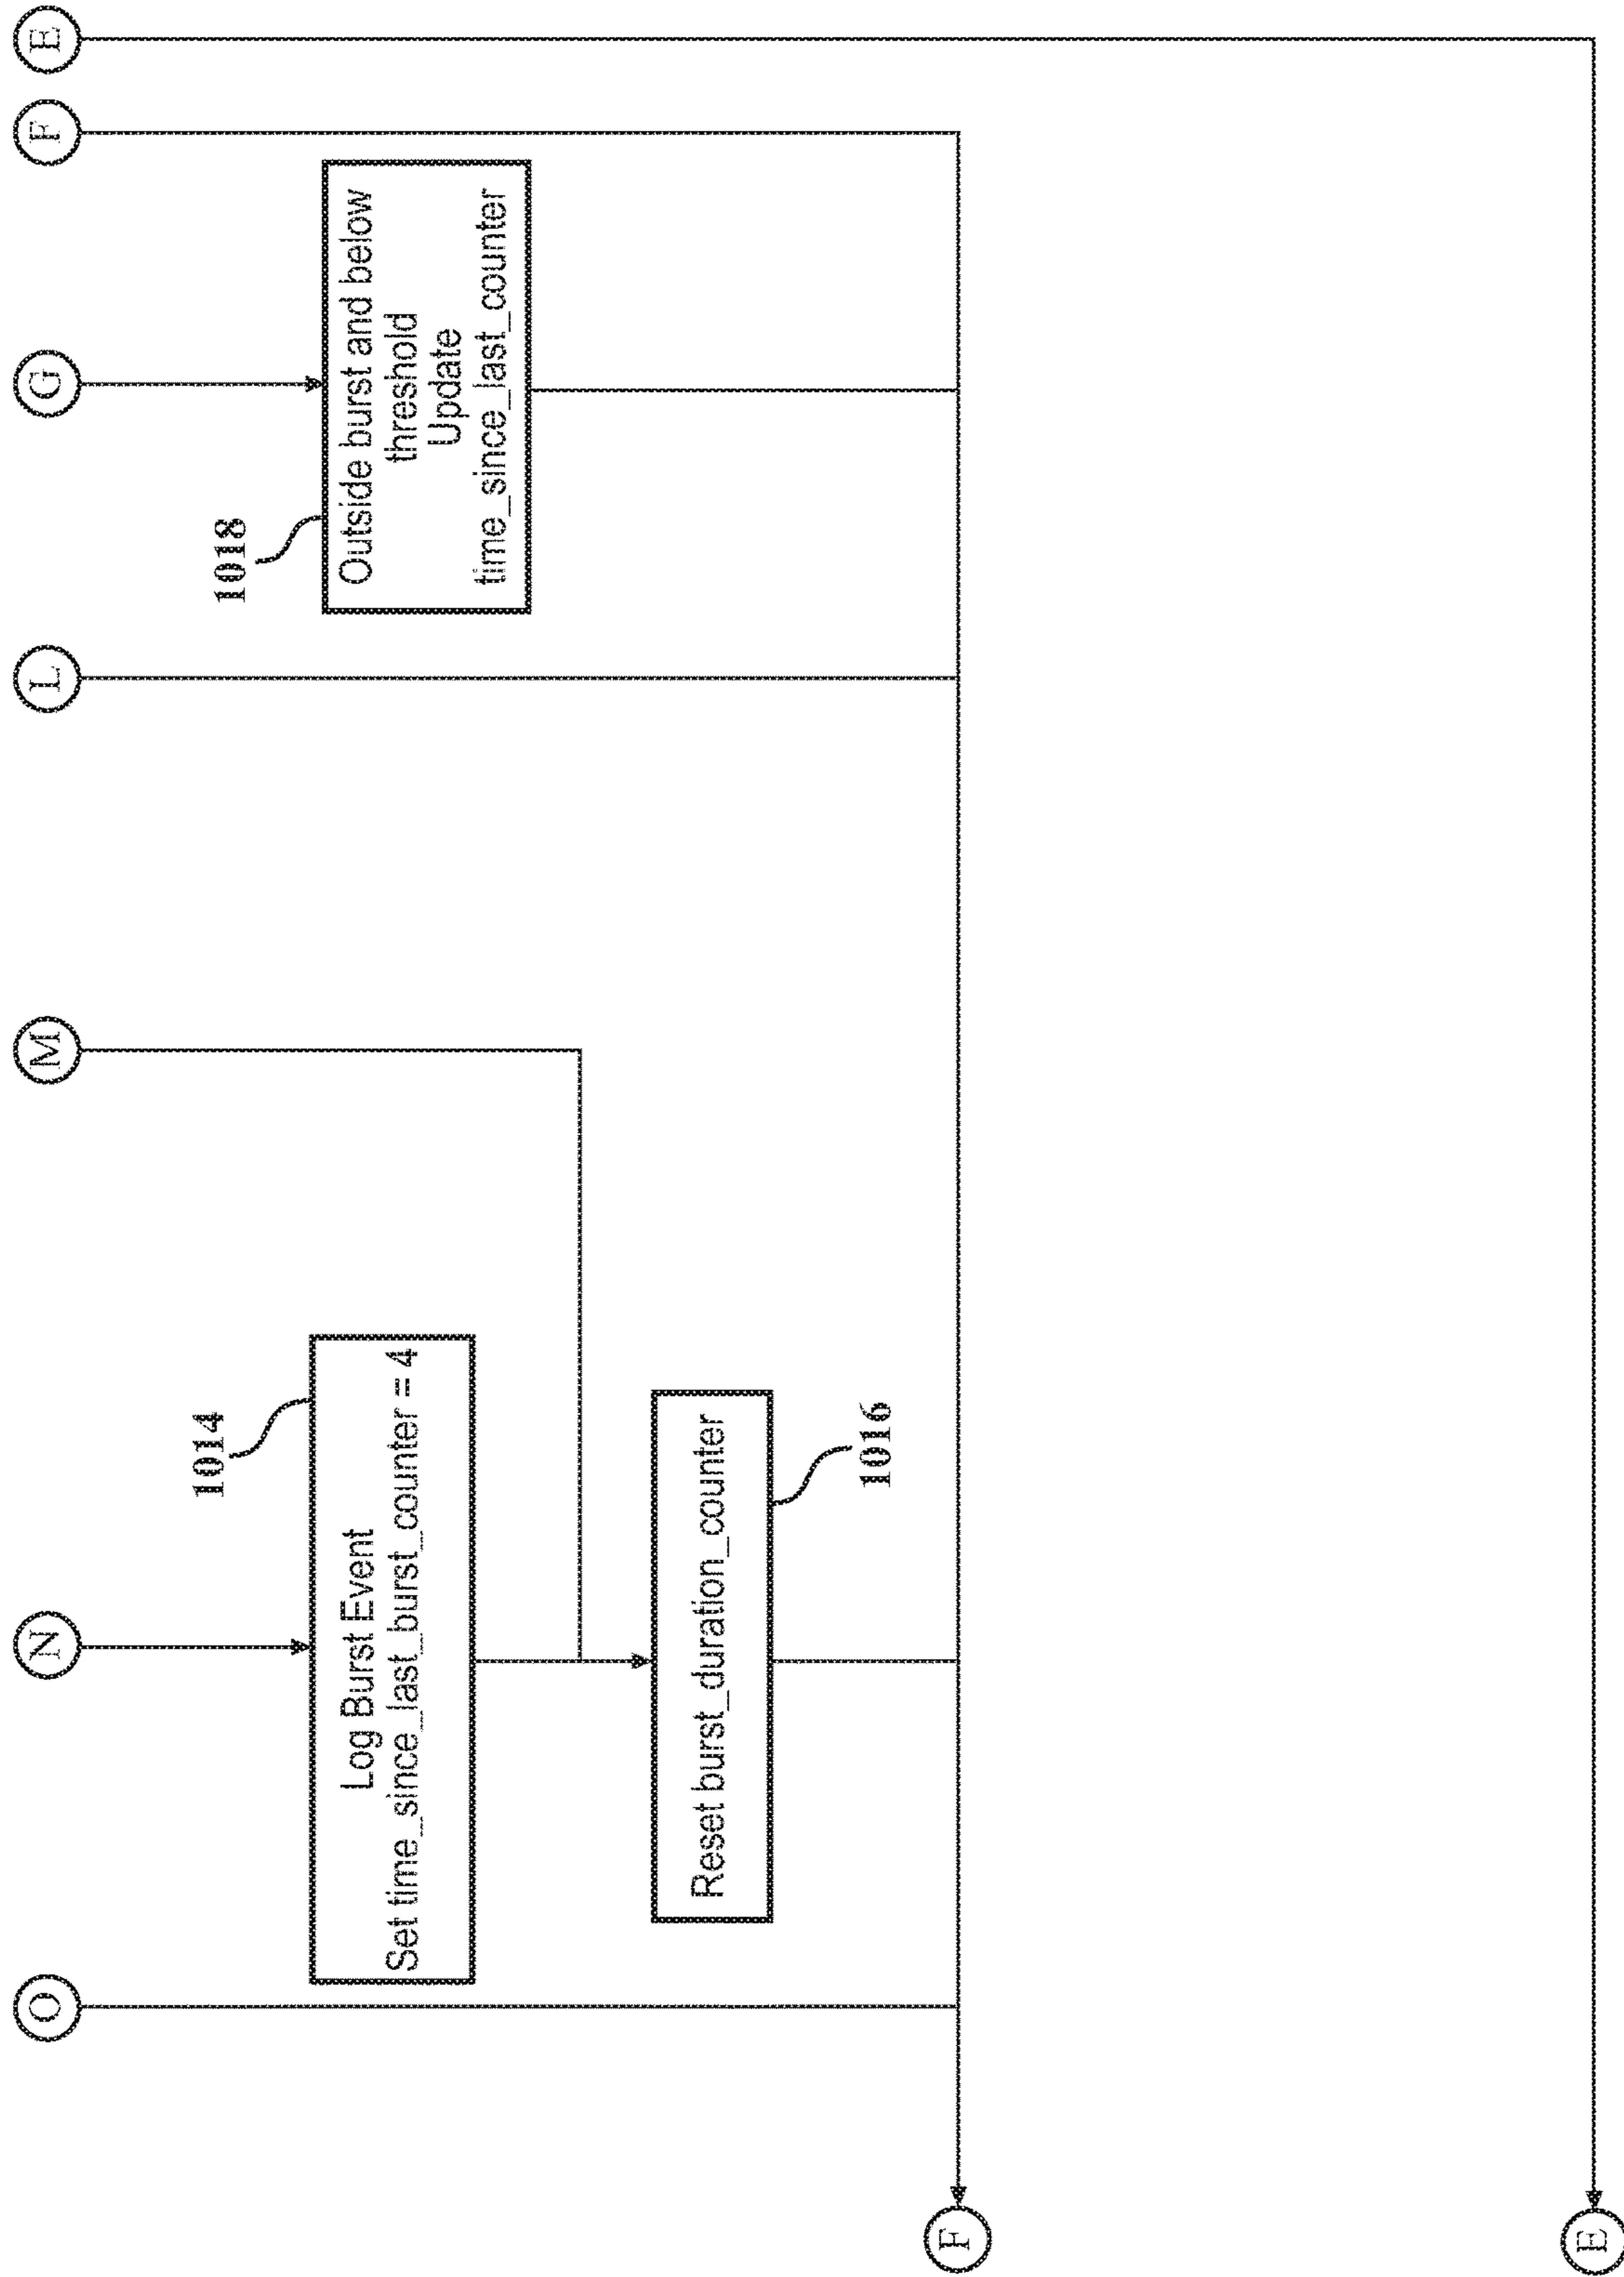 O
N
M
L
G
F
E
1014
Log Burst Event
Set time_since_last_burst_counter = 4
1018
Outside burst and below
threshold
Update
time_since_last_counter
Reset burst_duration_counter
1016
F
E